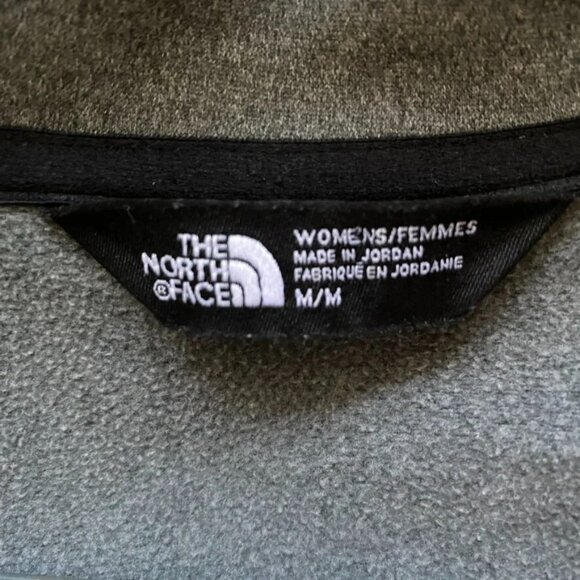 THE
NORTH
®FACE
WOMENS/FEMMES
MADE IN JORDAN
FABRIQUÉ EN JORDANIE
M/M